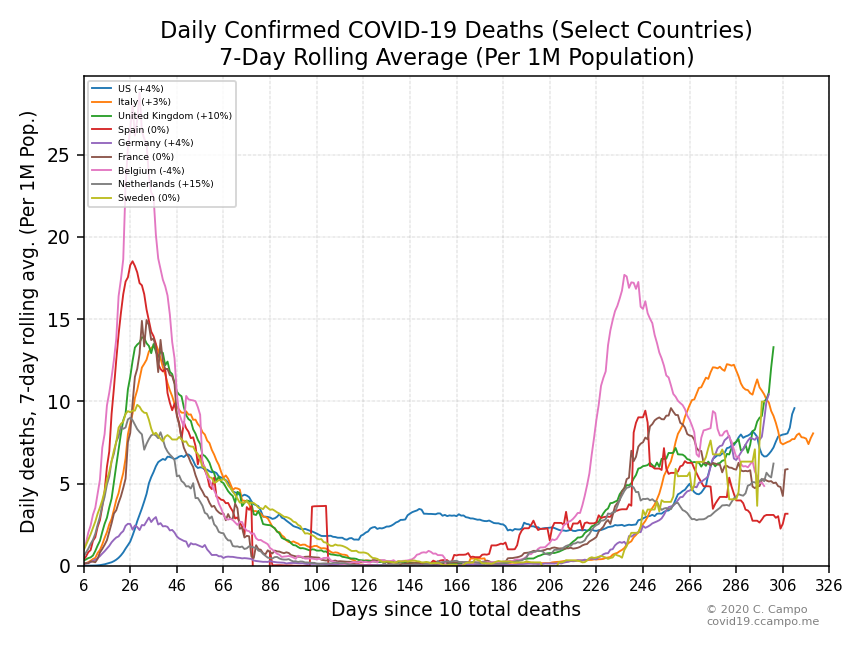 Daily Confirmed COVID-19 Deaths (Select Countries)
7-Day Rolling Average (Per 1M Population)
US (+4%)
Italy (+3%)
United Kingdom (+10%)
Spain (0%)
Germany (+4%)
France (0%)
Belgium (-4%)
Netherlands (+15%)
Sweden (0%)
Daily deaths, 7-day rolling avg. (Per 1M Pop.)
25
20
15
10
5
0
6 26 46 66 86 106 126 146 166 186 206 226 246 266 286 306 326
Days since 10 total deaths
© 2020 C. Campo
covid19.ccampo.me